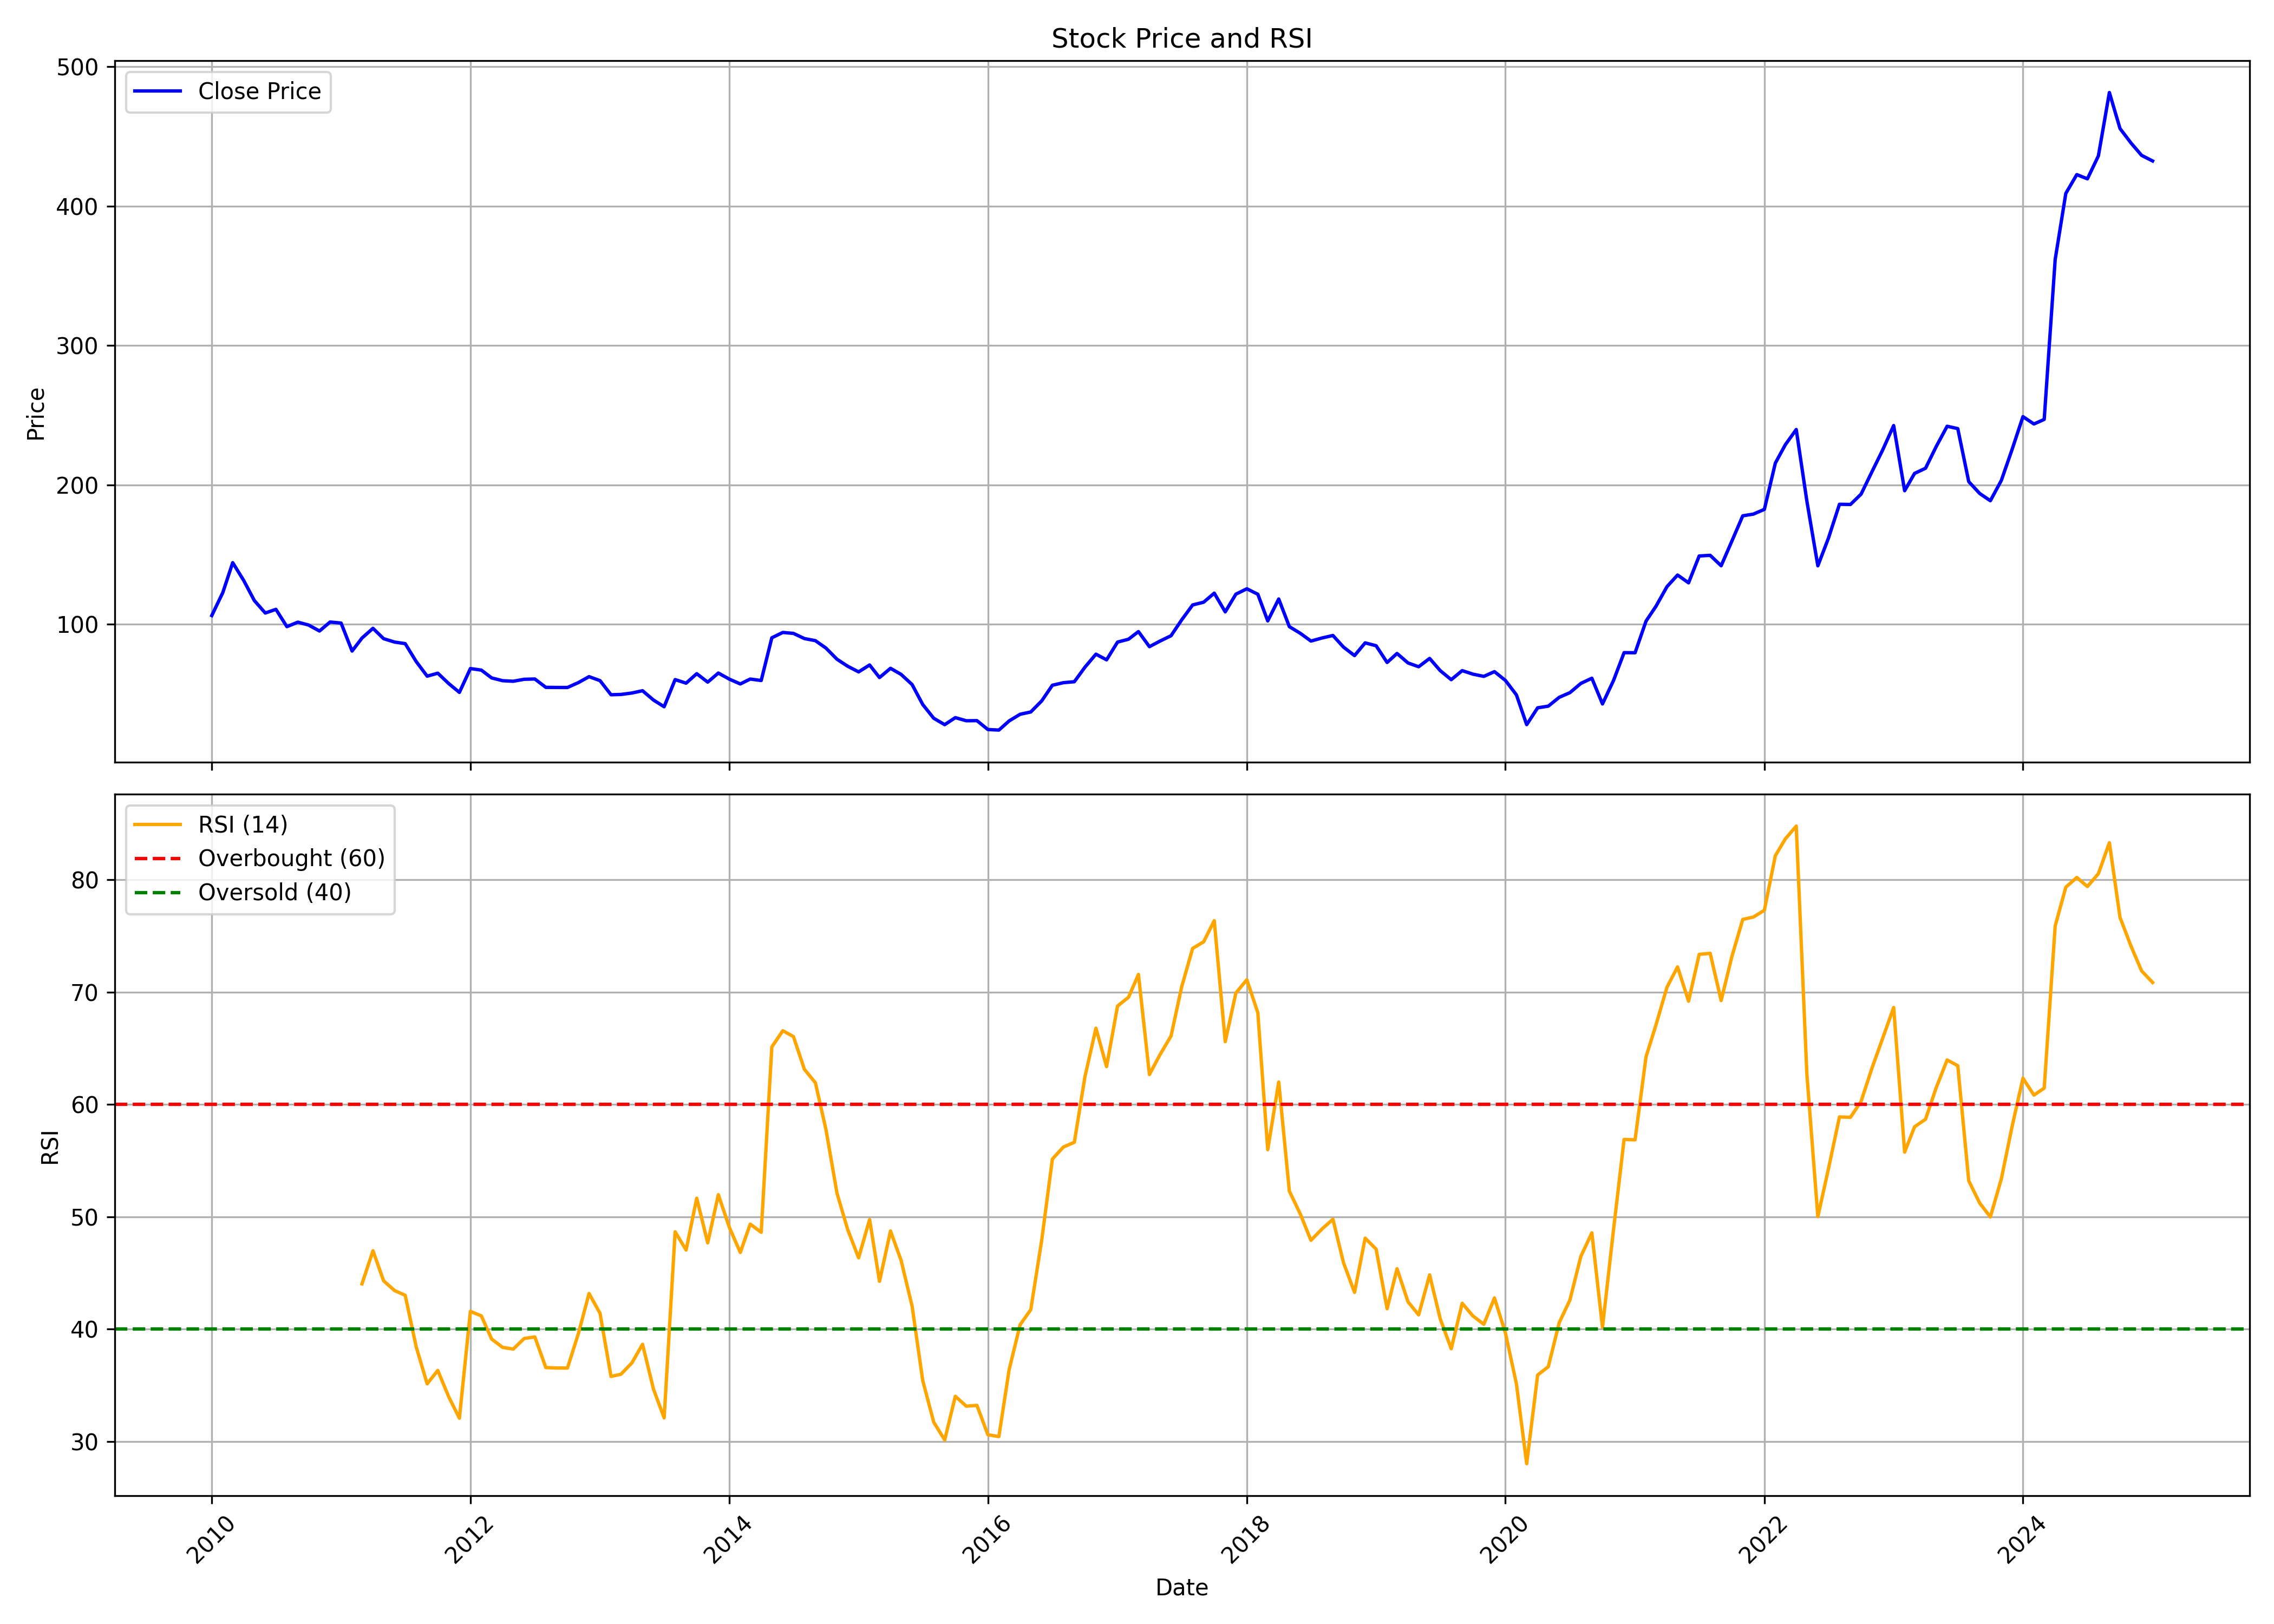 Stock Price and RSI
Close Price
500
400
300
200
100
Price
RSI (14)
Overbought (60)
Oversold (40)
80
70
60
50
40
30
RSI
2010
2012
2014
2016
2018
2020
2022
2024
Date